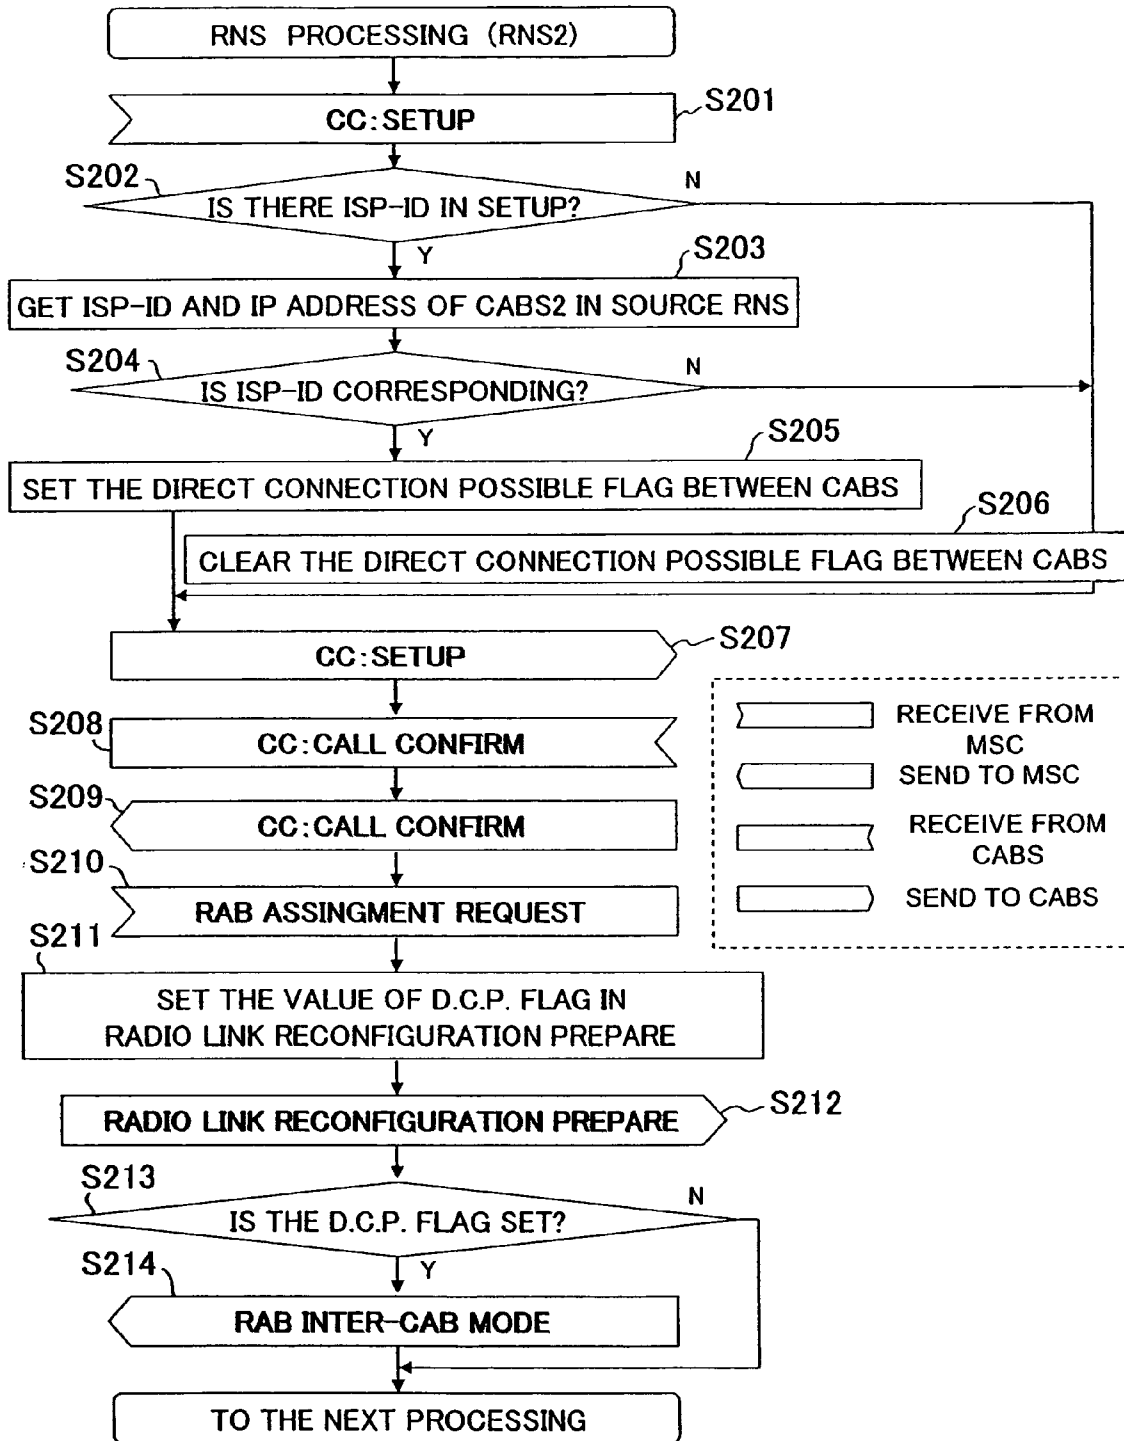 RNS PROCESSING (RNS2)
S201
CC:SETUP
S202
N
IS THERE ISP-ID IN SETUP?
Y
S203
GET ISP-ID AND IP ADDRESS OF CABS2 IN SOURCE RNS
S204
N
IS ISP-ID CORRESPONDING?
Y
S205
SET THE DIRECT CONNECTION POSSIBLE FLAG BETWEEN CABS
S206
CLEAR THE DIRECT CONNECTION POSSIBLE FLAG BETWEEN CABS
S207
CC:SETUP
S208
CC:CALL CONFIRM
S209
CC:CALL CONFIRM
S210
RAB ASSINGMENT REQUEST
S211
SET THE VALUE OF D.C.P. FLAG IN
RADIO LINK RECONFIGURATION PREPARE
S212
RADIO LINK RECONFIGURATION PREPARE
S213
N
IS THE D.C.P. FLAG SET?
Y
S214
RAB INTER-CAB MODE
TO THE NEXT PROCESSING
RECEIVE FROM
MSC
SEND TO MSC
RECEIVE FROM
CABS
SEND TO CABS